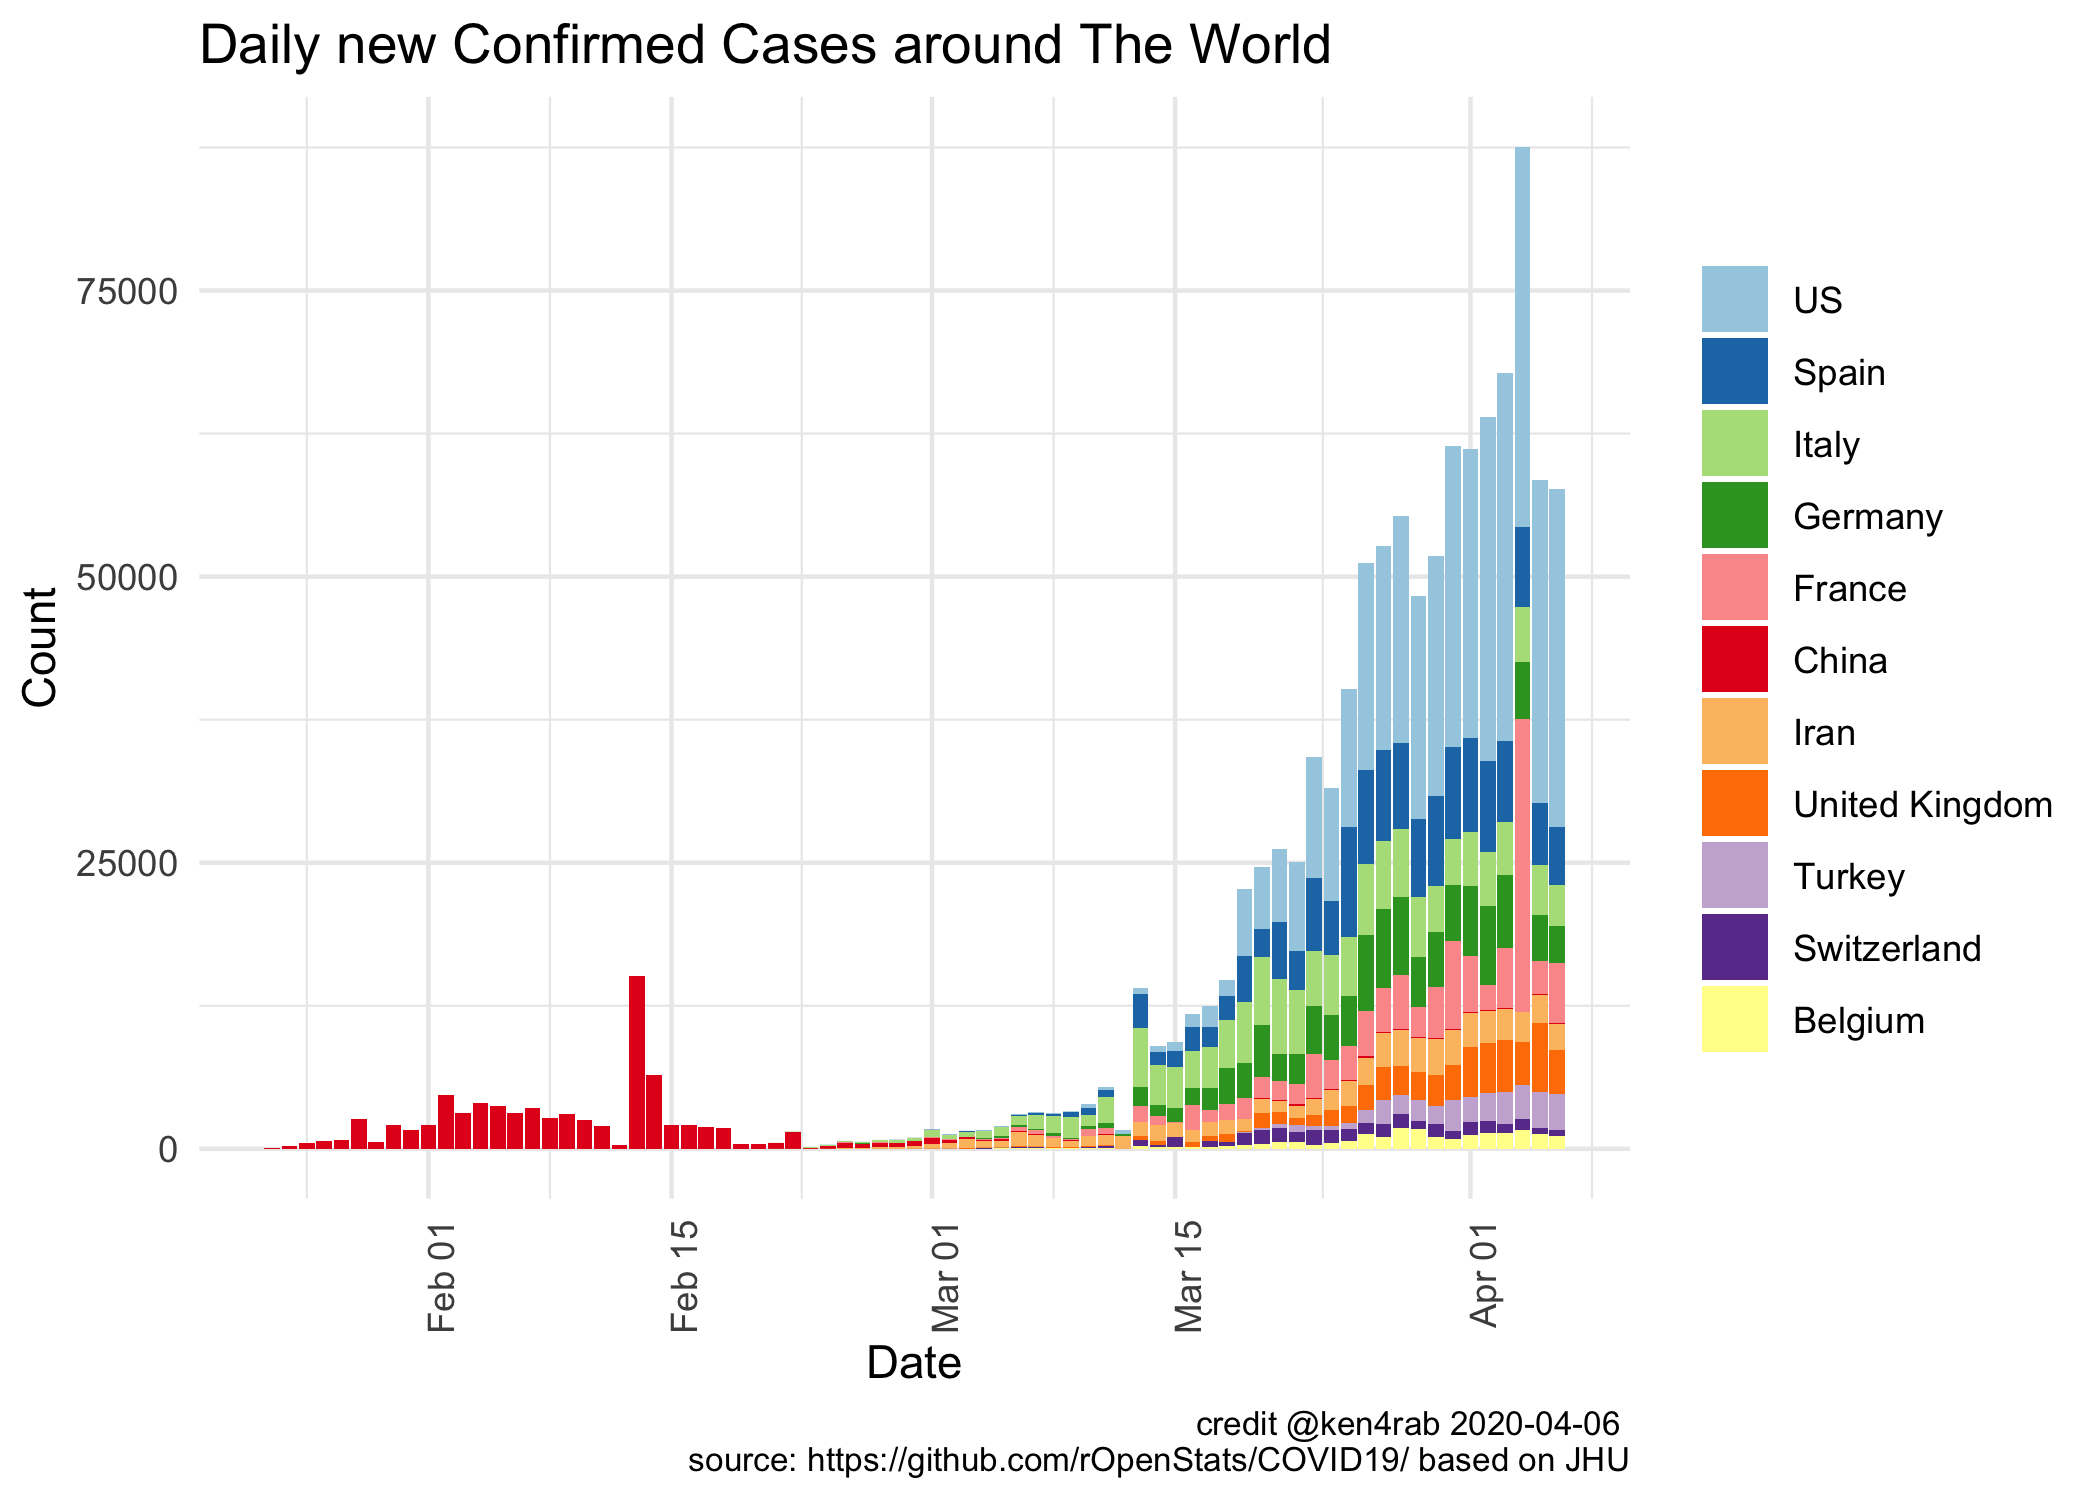 Daily new Confirmed Cases around The World
Count
75000
50000
25000
0
Feb 01
Feb 15
Mar 01
Mar 15
Apr 01
Date
US
Spain
Italy
Germany
France
China
Iran
United Kingdom
Turkey
Switzerland
Belgium
credit @ken4rab 2020-04-06
source: https://github.com/rOpenStats/COVID19/ based on JHU